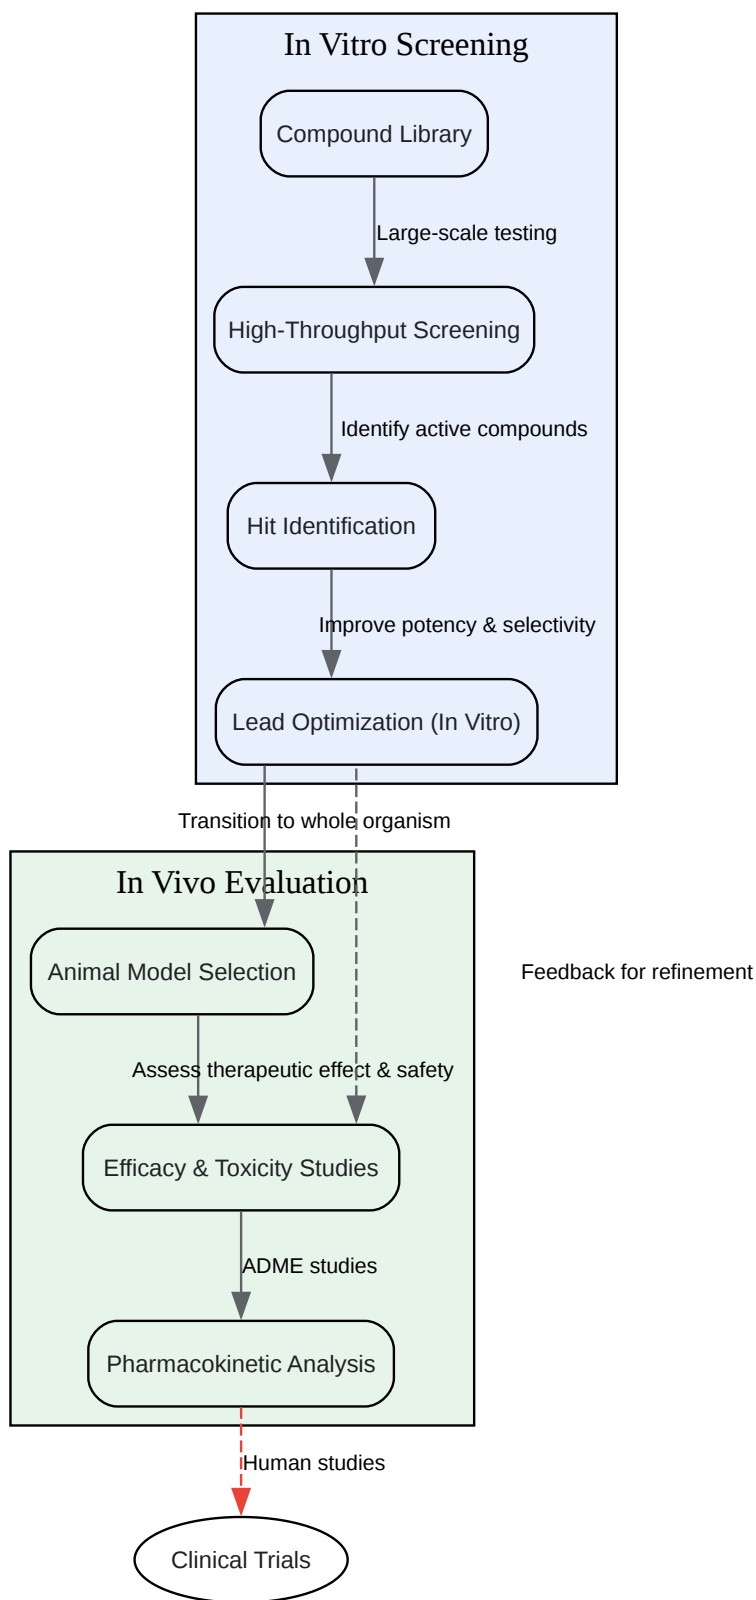 In Vitro Screening
Compound Library
Large-scale testing
High-Throughput Screening
Identify active compounds
Hit Identification
Improve potency & selectivity
Lead Optimization (In Vitro)
Transition to whole organism
In Vivo Evaluation
Animal Model Selection
Feedback for refinement
Assess therapeutic effect & safety
Efficacy & Toxicity Studies
ADME studies
Pharmacokinetic Analysis
Human studies
Clinical Trials